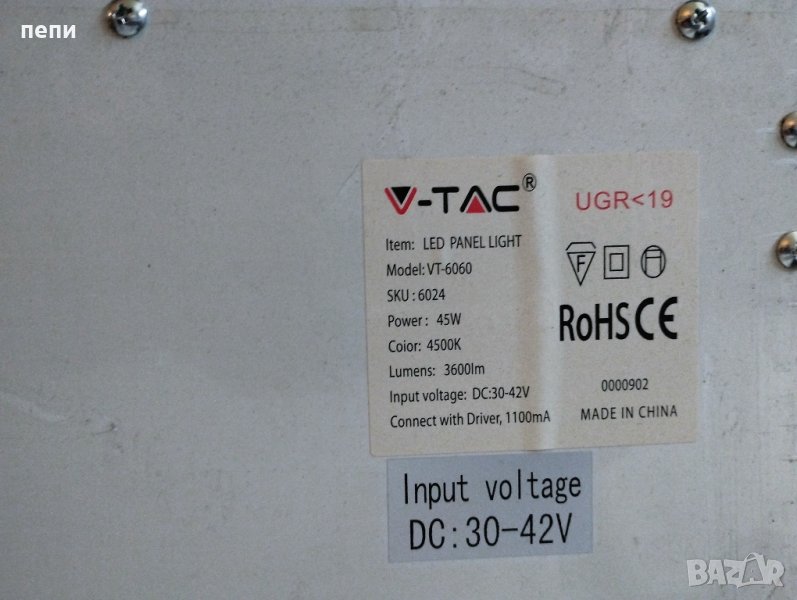 пепи
V-TAC®
UGR<19
Item: LED PANEL LIGHT
Model: VT-6060
SKU : 6024
Power : 45W
Coior: 4500K
Lumens: 3600lm
Input voltage: DC:30-42V
Connect with Driver, 1100mA
F
RoHS CE
0000902
MADE IN CHINA
Input voltage
DC:30-42V
BAZAR